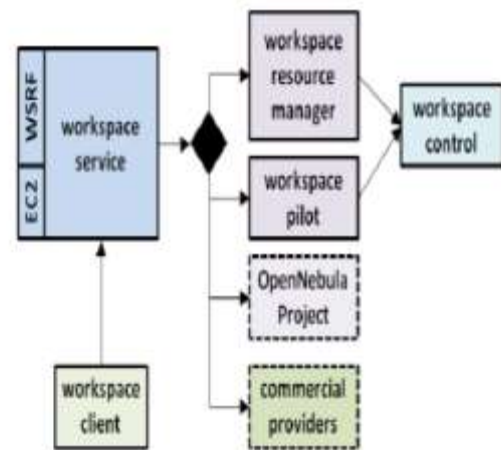 WSRF
EC2
workspace
service
workspace
client
workspace
resource
manager
workspace
pilot
OpenNebula
Project
commercial
providers
workspace
control